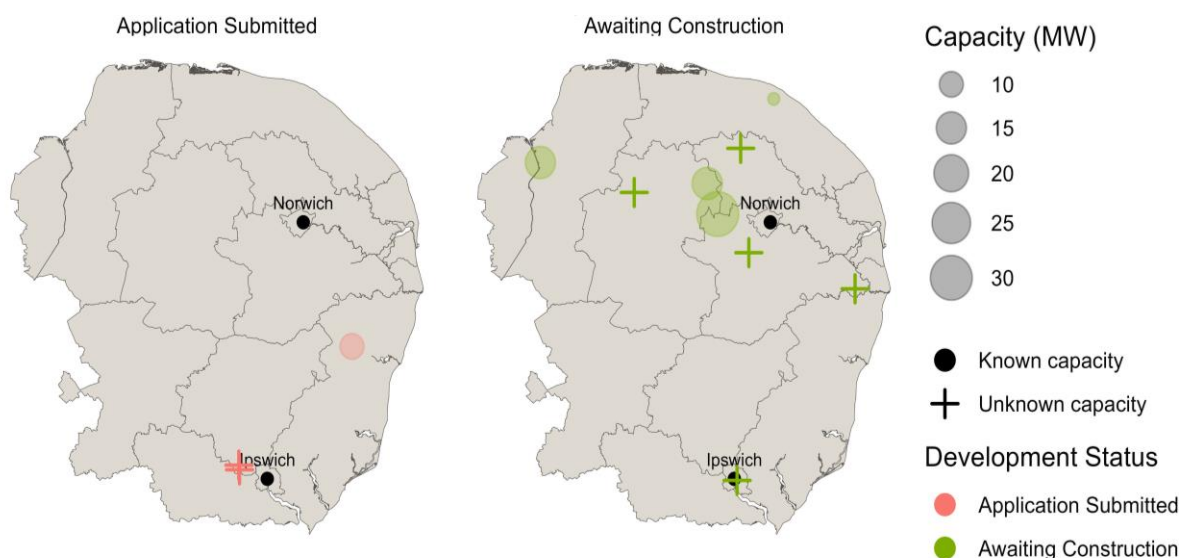 Application Submitted
Norwich
Ipswich
Awaiting Construction
Norwich
Ipswich
Capacity (MW)
10
15
20
25
30
Known capacity
Unknown capacity
Development Status
Application Submitted
Awaiting Construction